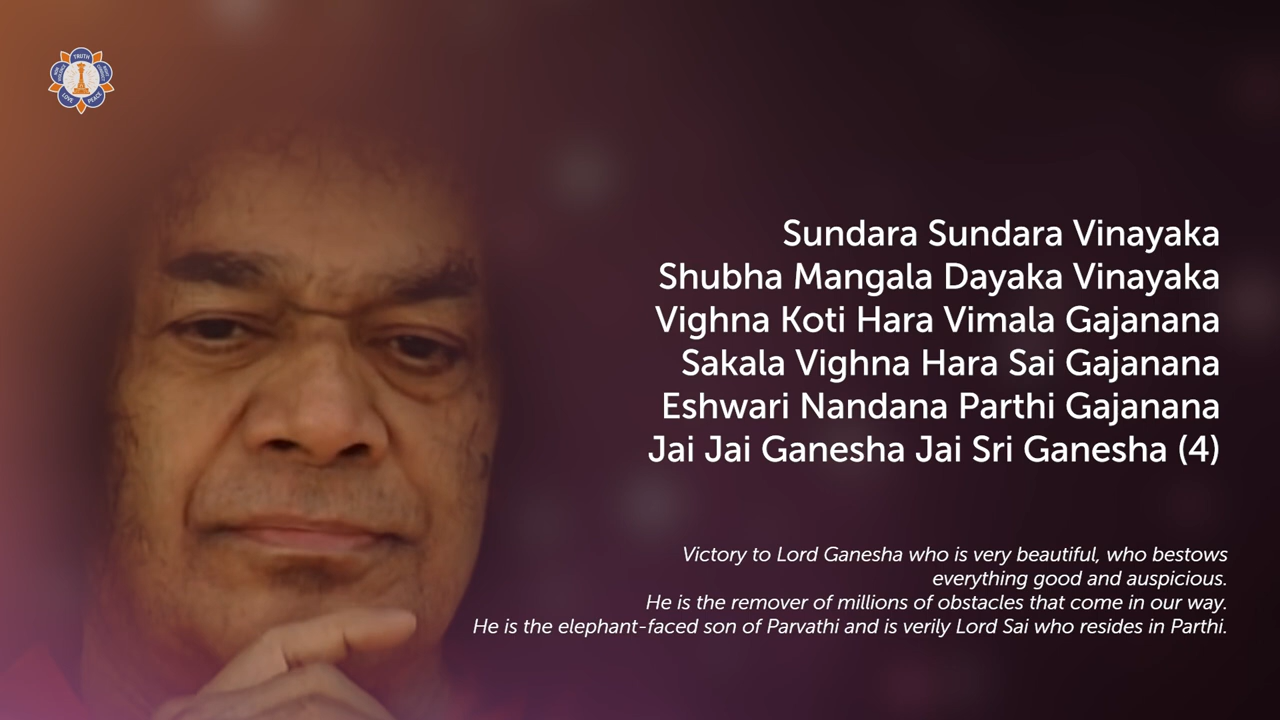 TRUTH
LOVE
PEACE
Sundara Sundara Vinayaka
Shubha Mangala Dayaka Vinayaka
Vighna Koti Hara Vimala Gajanana
Sakala Vighna Hara Sai Gajanana
Eshwari Nandana Parthi Gajanana
Jai Jai Ganesha Jai Sri Ganesha (4)
Victory to Lord Ganesha who is very beautiful, who bestows
everything good and auspicious.
He is the remover of millions of obstacles that come in our way.
He is the elephant-faced son of Parvathi and is verily Lord Sai who resides in Parthi.